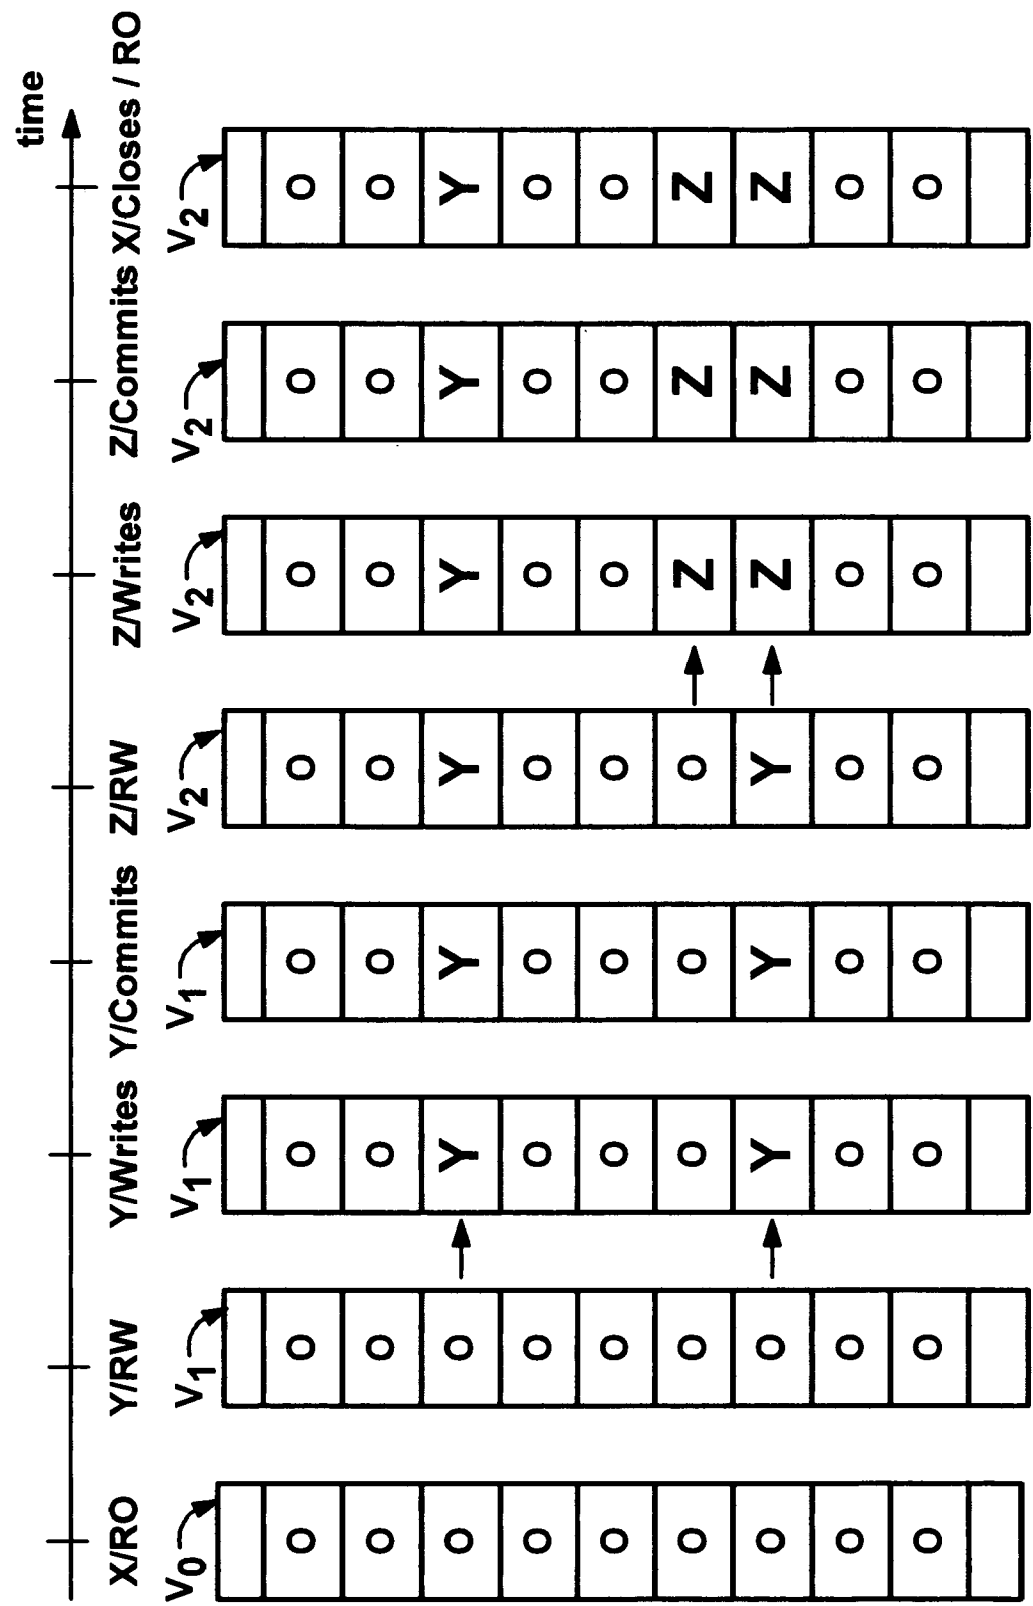 time
X/RO Y/RW Y/Writes Y/Commits Z/RW Z/Writes Z/Commits X/Closes / RO
V0 V1 V1 V1 V2 V2 V2 V2
O O O O O O O O
O O O O O O O O
O O Y Y Y Y Y Y
O O O O O O O O
O O O O O O O O
O O O O O Z Z Z
O O Y Y Y Z Z Z
O O O O O O O O
O O O O O O O O